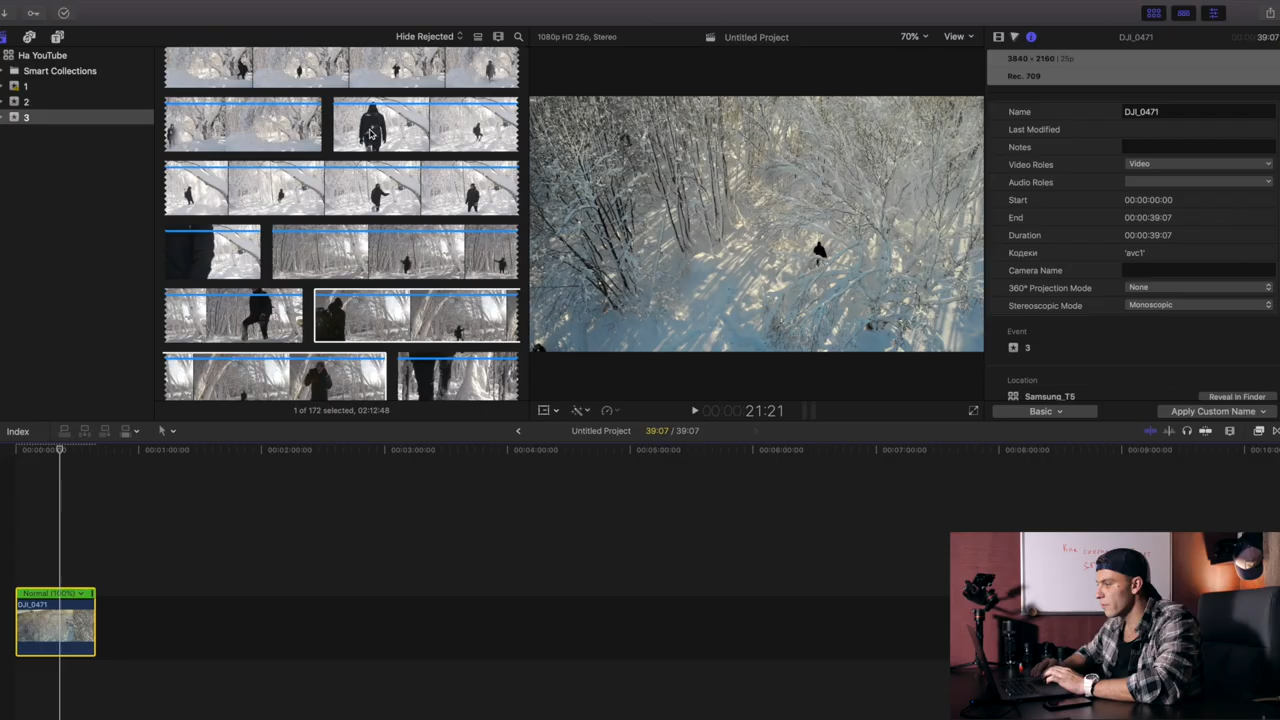 Hide Rejected
1080p HD 25p, Stereo
Untitled Project
70%
View
DJI_0471
39:07
На YouTube
Smart Collections
1
2
3
3840 × 2160 | 25p
Rec. 709
Name
DJI_0471
Last Modified
Notes
Video Roles
Video
Audio Roles
Start
00:00:00:00
End
00:00:39:07
Duration
00:00:39:07
Кодеки
'avc1'
Camera Name
360° Projection Mode
None
Stereoscopic Mode
Monoscopic
Event
3
Location
Samsung_T5
Reveal in Finder
1 of 172 selected, 02:12:48
00:00:00 21:21
Basic
Apply Custom Name
Index
Untitled Project
39:07 / 39:07
00:00:00:00
00:01:00:00
00:02:00:00
00:03:00:00
00:04:00:00
00:05:00:00
00:06:00:00
00:07:00:00
00:08:00:00
00:09:00:00
Normal (100%)
DJI_0471